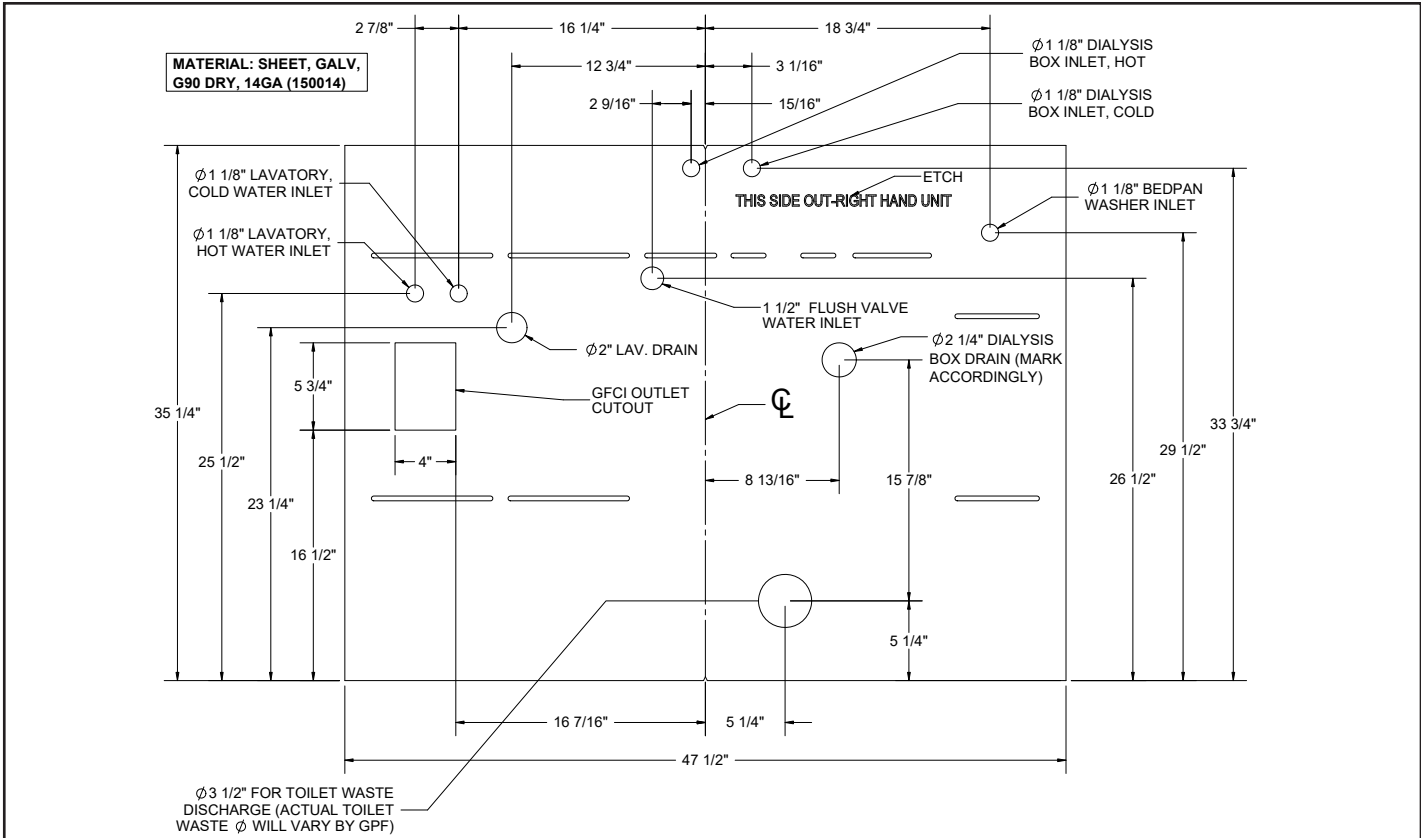 2 7/8"
16 1/4"
18 3/4"
MATERIAL: SHEET, GALV,
G90 DRY, 14GA (150014)
12 3/4"
3 1/16"
2 9/16"
15/16"
Ø1 1/8" DIALYSIS
BOX INLET, HOT
Ø1 1/8" DIALYSIS
BOX INLET, COLD
Ø1 1/8" LAVATORY,
COLD WATER INLET
ETCH
THIS SIDE OUT-RIGHT HAND UNIT
Ø1 1/8" BEDPAN
WASHER INLET
Ø1 1/8" LAVATORY,
HOT WATER INLET
1 1/2" FLUSH VALVE
WATER INLET
Ø2" LAV. DRAIN
Ø2 1/4" DIALYSIS
BOX DRAIN (MARK
ACCORDINGLY)
5 3/4"
GFCI OUTLET
CUTOUT
℄
35 1/4"
33 3/4"
29 1/2"
25 1/2"
4"
8 13/16"
15 7/8"
26 1/2"
23 1/4"
16 1/2"
5 1/4"
16 7/16"
5 1/4"
47 1/2"
Ø3 1/2" FOR TOILET WASTE
DISCHARGE (ACTUAL TOILET
WASTE Ø WILL VARY BY GPF)